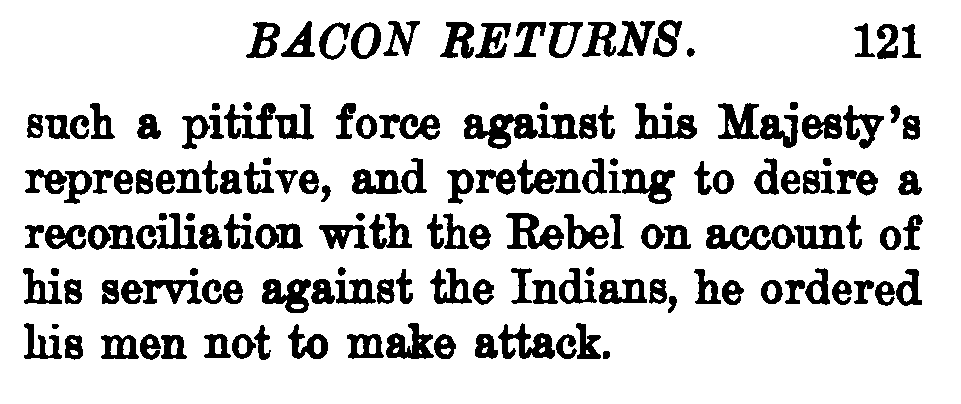 BACON RETURNS. 121
such a pitiful force against his Majesty's
representative, and pretending to desire a
reconciliation with the Rebel on account of
his service against the Indians, he ordered
his men not to make attack.